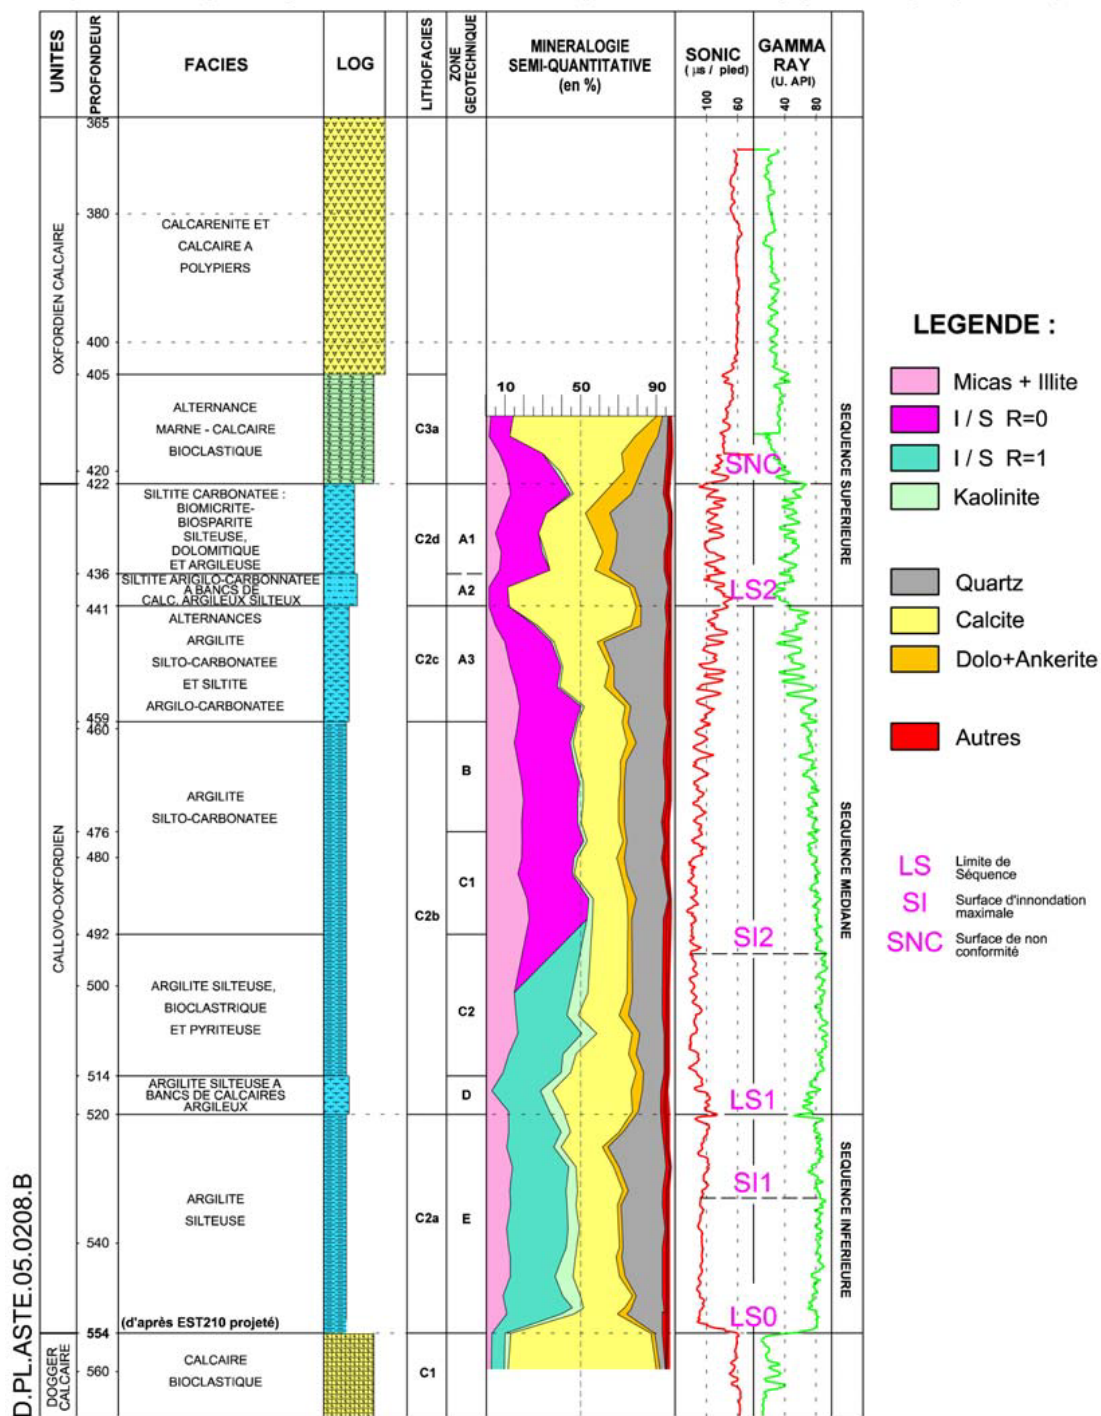 UNITES
PROFONDEUR
FACIES
LOG
LITHOFACIES
ZONE
GEOTECHNIQUE
MINERALOGIE
SEMI-QUANTITATIVE
(en %)
SONIC
( µs / pied)
100
60
GAMMA
RAY
(U. API)
40
80
365
380
400
405
420
422
436
441
459
460
476
480
492
500
514
520
540
554
560
OXFORDIEN CALCAIRE
CALLOVO-OXFORDIEN
DOGGER
CALCAIRE
CALCARENITE ET
CALCAIRE A
POLYPIERS
ALTERNANCE
MARNE - CALCAIRE
BIOCLASTIQUE
SILTITE CARBONATEE :
BIOMICRITE-
BIOSPARITE
SILTEUSE,
DOLOMITIQUE
ET ARGILEUSE
SILTITE ARIGILO-CARBONNATEE
A BANCS DE
CALC. ARGILEUX SILTEUX
ALTERNANCES
ARGILITE
SILTO-CARBONATEE
ET SILTITE
ARGILO-CARBONATEE
ARGILITE
SILTO-CARBONATEE
ARGILITE SILTEUSE,
BIOCLASTRIQUE
ET PYRITEUSE
ARGILITE SILTEUSE A
BANCS DE CALCAIRES
ARGILEUX
ARGILITE
SILTEUSE
(d'après EST210 projeté)
CALCAIRE
BIOCLASTIQUE
C3a
C2d
C2c
C2b
C2a
C1
A1
A2
A3
B
C1
C2
D
E
10
50
90
SNC
LS2
SI2
LS1
SI1
LS0
SEQUENCE SUPERIEURE
SEQUENCE MEDIANE
SEQUENCE INFERIEURE
LEGENDE :
Micas + Illite
I / S R=0
I / S R=1
Kaolinite
Quartz
Calcite
Dolo+Ankerite
Autres
LS
Limite de
Séquence
SI
Surface d'innondation
maximale
SNC
Surface de non
conformité
D.PL.ASTE.05.0208.B